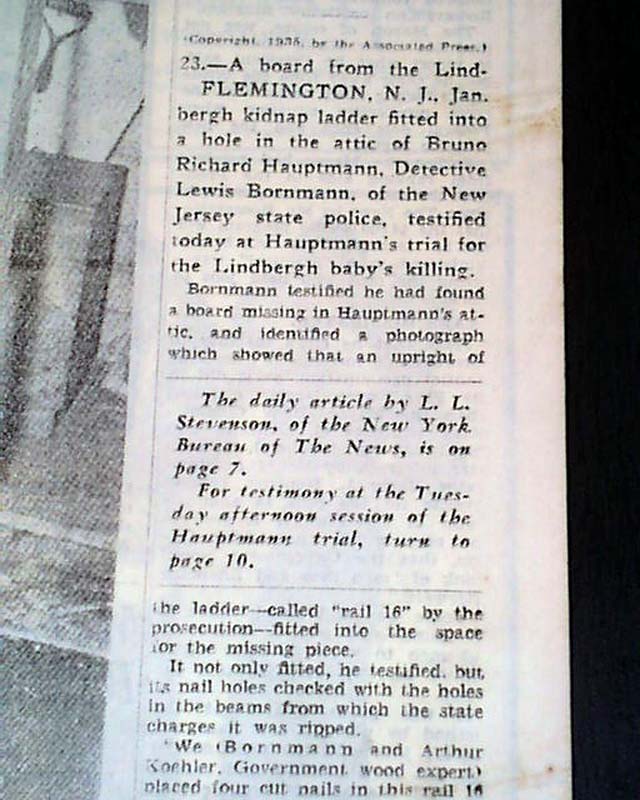 (Copyright, 1935, by the Associated Press.)
23.—A board from the Lind-
FLEMINGTON, N. J., Jan.
bergh kidnap ladder fitted into
a hole in the attic of Bruno
Richard Hauptmann, Detective
Lewis Bornmann, of the New
Jersey state police, testified
today at Hauptmann's trial for
the Lindbergh baby's killing.
Bornmann testified he had found
a board missing in Hauptmann's at-
tic, and identified a photograph
which showed that an upright of
The daily article by L. L.
Stevenson, of the New York
Bureau of The News, is on
page 7.
For testimony at the Tues-
day afternoon session of the
Hauptmann trial, turn to
page 10.
the ladder—called "rail 16" by the
prosecution—fitted into the space
for the missing piece.
It not only fitted, he testified, but
its nail holes checked with the holes
in the beams from which the state
charges it was ripped.
"We (Bornmann and Arthur
Koehler, Government wood expert)
placed four cut nails in this rail 16